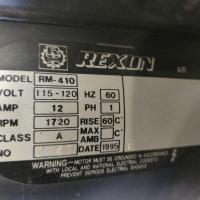 REXON
MODEL RM-410
VOLT 115-120 HZ 60
AMP 12 PH 1
RPM 1720 RISE 60 C°
CLASS A MAX AMB C°
NO DATE 1995
WARNING—MOTOR MUST BE GROUNDED IN ACCORDANCE
WITH LOCAL AND NATIONAL ELECTRICAL CODES TO
PREVENT SERIOUS ELECTRICAL SHOCKS